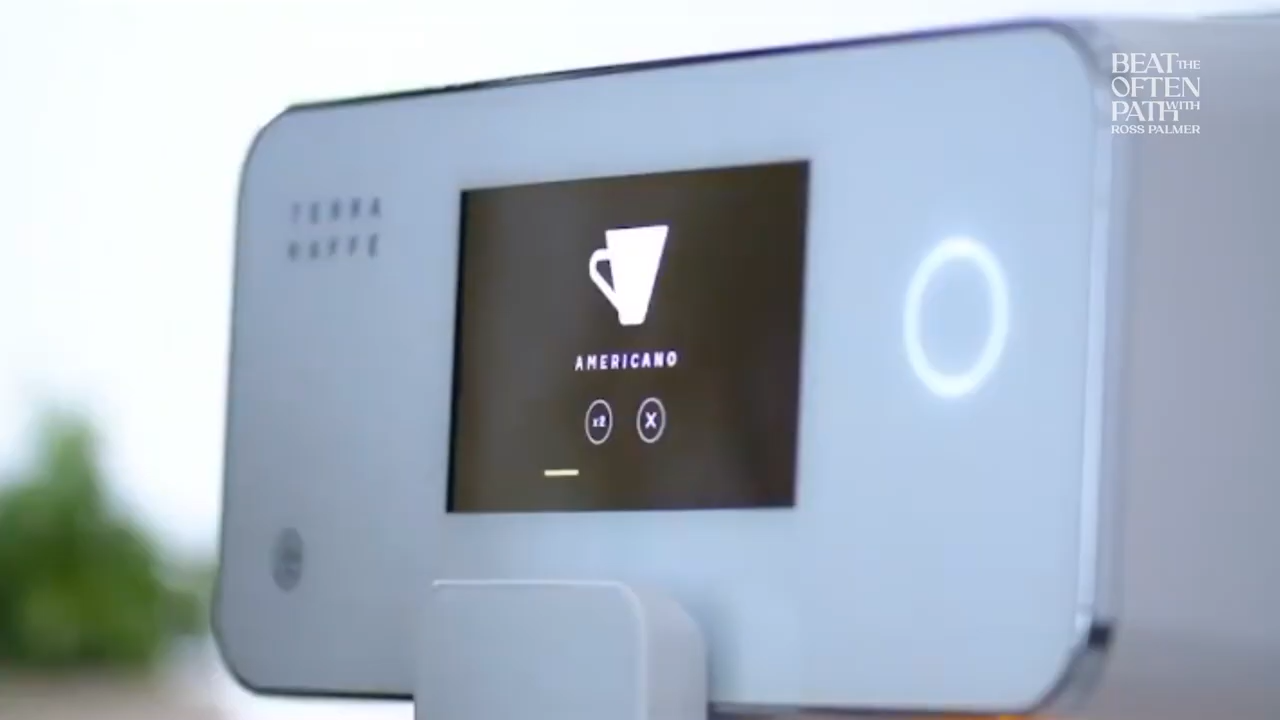 BEAT THE
OFTEN
PATH WITH
ROSS PALMER
TERRA
KAFFE
AMERICANO
x2
X